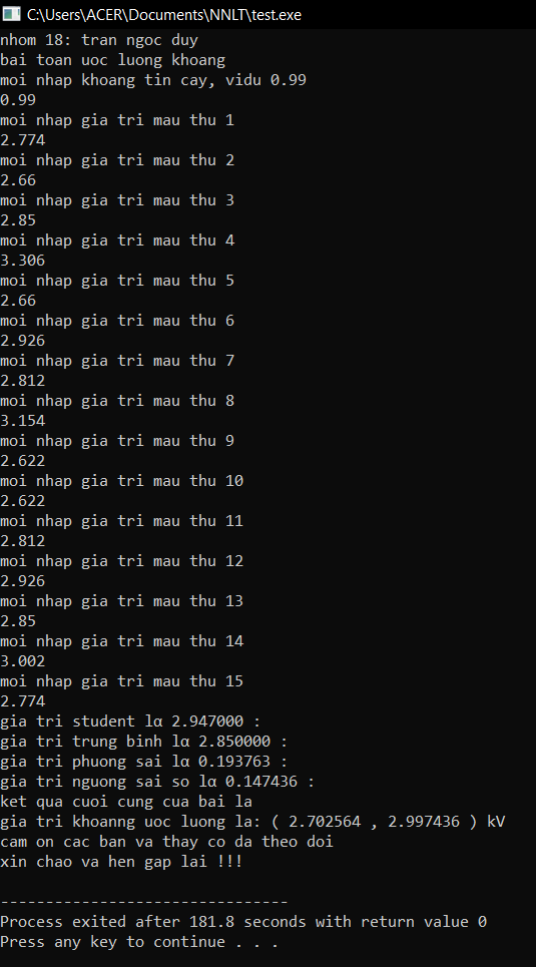 C:\Users\ACER\Documents\NNLT\test.exe
nhom 18: tran ngoc duy
bai toan uoc luong khoang
moi nhap khoang tin cay, vidu 0.99
0.99
moi nhap gia tri mau thu 1
2.774
moi nhap gia tri mau thu 2
2.66
moi nhap gia tri mau thu 3
2.85
moi nhap gia tri mau thu 4
3.306
moi nhap gia tri mau thu 5
2.66
moi nhap gia tri mau thu 6
2.926
moi nhap gia tri mau thu 7
2.812
moi nhap gia tri mau thu 8
3.154
moi nhap gia tri mau thu 9
2.622
moi nhap gia tri mau thu 10
2.622
moi nhap gia tri mau thu 11
2.812
moi nhap gia tri mau thu 12
2.926
moi nhap gia tri mau thu 13
2.85
moi nhap gia tri mau thu 14
3.002
moi nhap gia tri mau thu 15
2.774
gia tri student lα 2.947000 :
gia tri trung binh lα 2.850000 :
gia tri phuong sai lα 0.193763 :
gia tri nguong sai so lα 0.147436 :
ket qua cuoi cung cua bai la
gia tri khoanng uoc luong la: ( 2.702564 , 2.997436 ) kV
cam on cac ban va thay co da theo doi
xin chao va hen gap lai !!!
--------------------------------
Process exited after 181.8 seconds with return value 0
Press any key to continue . . .